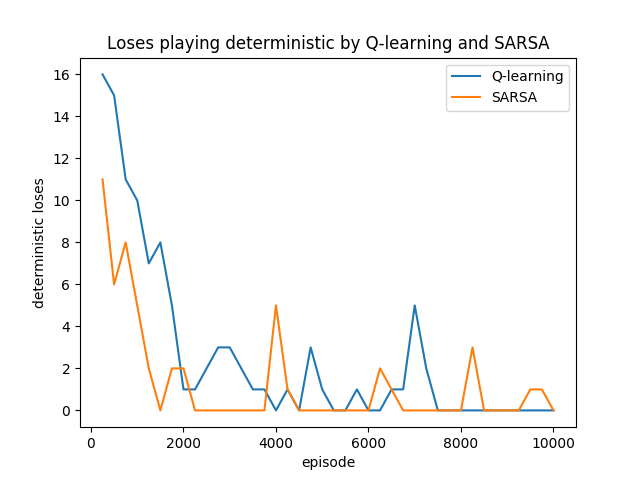 Loses playing deterministic by Q-learning and SARSA
Q-learning
SARSA
deterministic loses
16
14
12
10
8
6
4
2
0
0 2000 4000 6000 8000 10000
episode